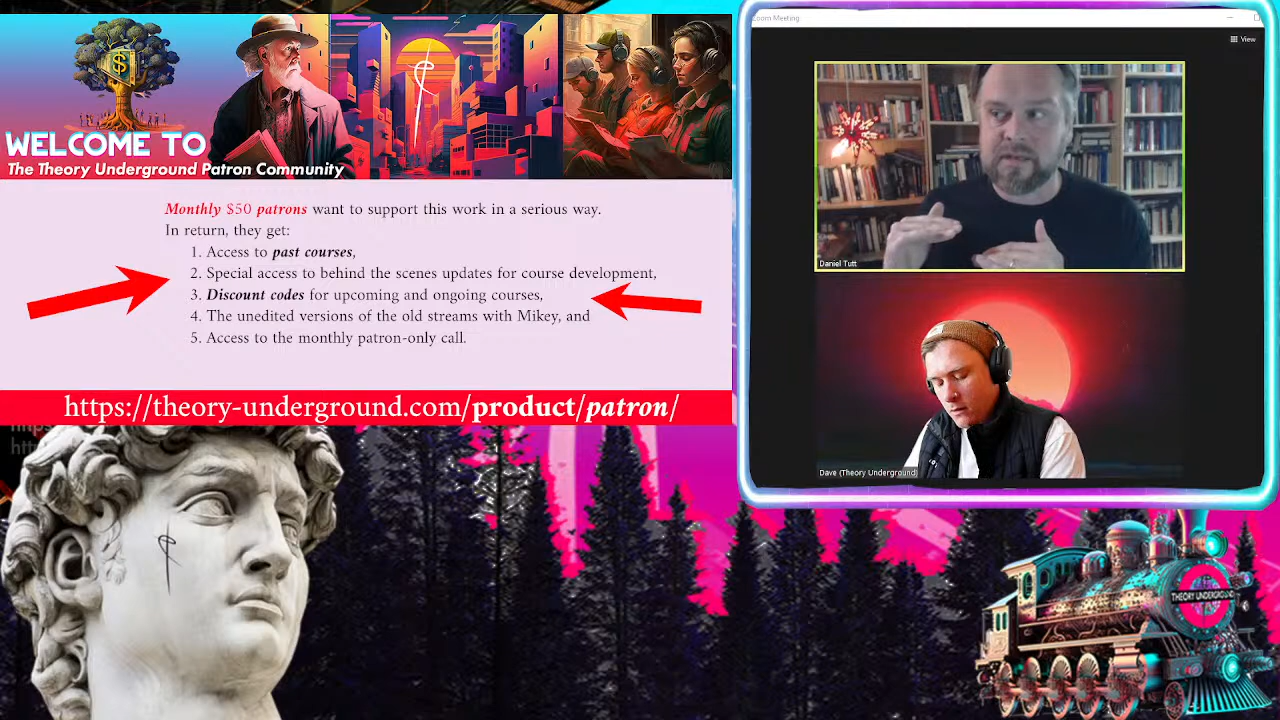 WELCOME TO
The Theory Underground Patron Community
Monthly $50 patrons want to support this work in a serious way.
In return, they get:
1. Access to past courses,
2. Special access to behind the scenes updates for course development,
3. Discount codes for upcoming and ongoing courses,
4. The unedited versions of the old streams with Mikey, and
5. Access to the monthly patron-only call.
https://theory-underground.com/product/patron/
Zoom Meeting
View
Daniel Tutt
Dave (Theory Underground)
THEORY UNDERGROUND